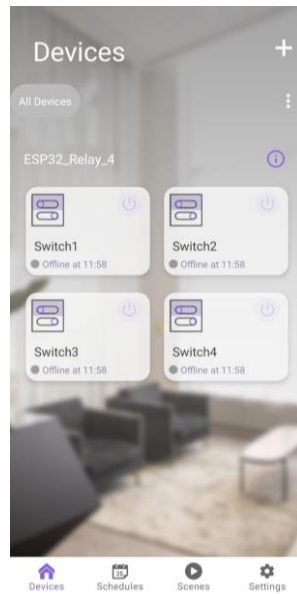 Devices
All Devices
ESP32_Relay_4
Switch1
Offline at 11:58
Switch2
Offline at 11:58
Switch3
Offline at 11:58
Switch4
Offline at 11:58
25
Devices
Schedules
Scenes
Settings